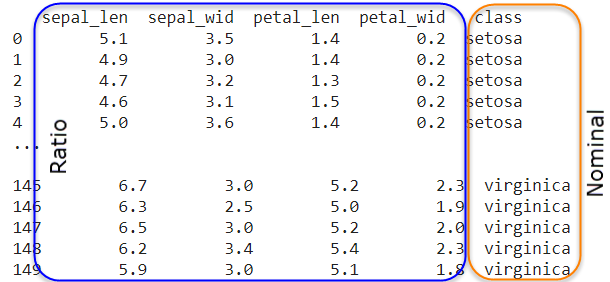 sepal_len sepal_wid petal_len petal_wid class
0 5.1 3.5 1.4 0.2 setosa
1 4.9 3.0 1.4 0.2 setosa
2 4.7 3.2 1.3 0.2 setosa
3 4.6 3.1 1.5 0.2 setosa
4 5.0 3.6 1.4 0.2 setosa
...
145 6.7 3.0 5.2 2.3 virginica
146 6.3 2.5 5.0 1.9 virginica
147 6.5 3.0 5.2 2.0 virginica
148 6.2 3.4 5.4 2.3 virginica
149 5.9 3.0 5.1 1.8 virginica
Ratio
Nominal